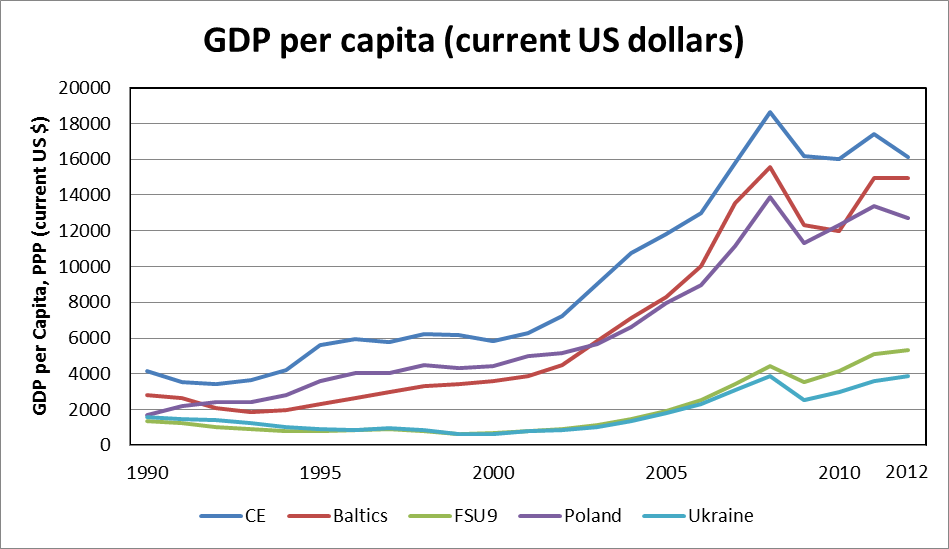 GDP per capita (current US dollars)
GDP per Capita, PPP (current US $)
20000
18000
16000
14000
12000
10000
8000
6000
4000
2000
0
1990 1995 2000 2005 2010 2012
CE Baltics FSU9 Poland Ukraine